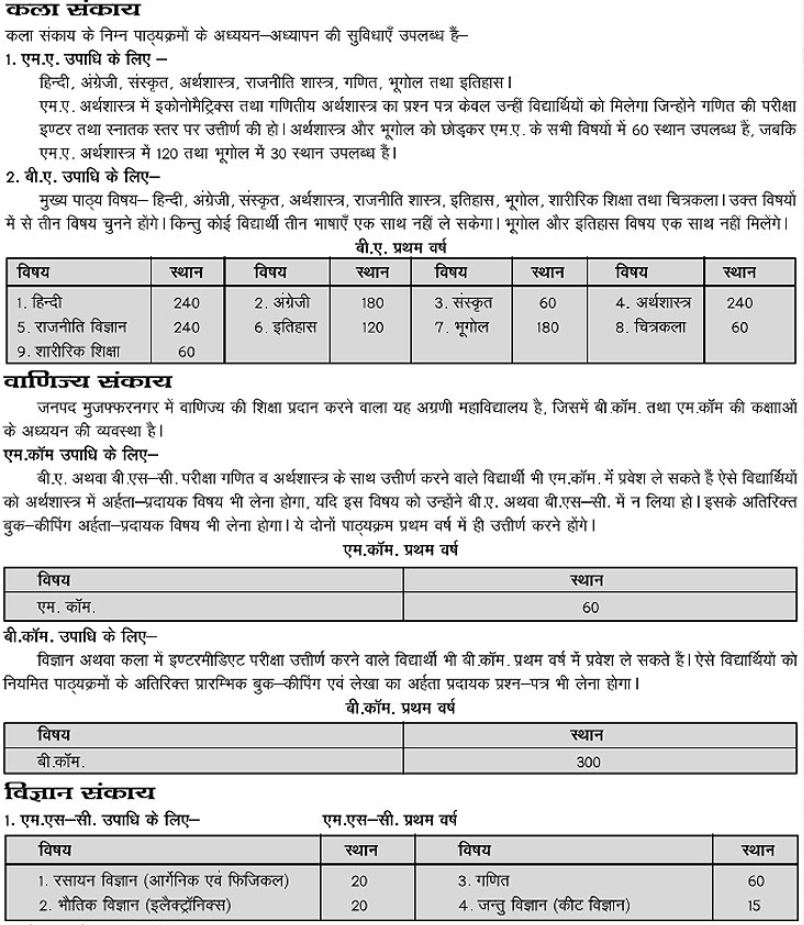 कला संकाय
कला संकाय के निम्न पाठ्यक्रमों के अध्ययन–अध्यापन की सुविधाएँ उपलब्ध हैं–
1. एम.ए. उपाधि के लिए –
हिन्दी, अंग्रेजी, संस्कृत, अर्थशास्त्र, राजनीति शास्त्र, गणित, भूगोल तथा इतिहास।
एम.ए. अर्थशास्त्र में इकोनोमैट्रिक्स तथा गणितीय अर्थशास्त्र का प्रश्न पत्र केवल उन्हीं विद्यार्थियों को मिलेगा जिन्होंने गणित की परीक्षा
इण्टर तथा स्नातक स्तर पर उत्तीर्ण की हो। अर्थशास्त्र और भूगोल को छोड़कर एम.ए. के सभी विषयों में 60 स्थान उपलब्ध हैं, जबकि
एम.ए. अर्थशास्त्र में 120 तथा भूगोल में 30 स्थान उपलब्ध है।
2. बी.ए. उपाधि के लिए–
मुख्य पाठ्य विषय– हिन्दी, अंग्रेजी, संस्कृत, अर्थशास्त्र, राजनीति शास्त्र, इतिहास, भूगोल, शारीरिक शिक्षा तथा चित्रकला। उक्त विषयों
में से तीन विषय चुनने होंगे। किन्तु कोई विद्यार्थी तीन भाषाएँ एक साथ नहीं ले सकेगा। भूगोल और इतिहास विषय एक साथ नहीं मिलेंगे।
बी.ए. प्रथम वर्ष
विषय स्थान विषय स्थान विषय स्थान विषय स्थान
1. हिन्दी 240 2. अंग्रेजी 180 3. संस्कृत 60 4. अर्थशास्त्र 240
5. राजनीति विज्ञान 240 6. इतिहास 120 7. भूगोल 180 8. चित्रकला 60
9. शारीरिक शिक्षा 60
वाणिज्य संकाय
जनपद मुजफ्फरनगर में वाणिज्य की शिक्षा प्रदान करने वाला यह अग्रणी महाविद्यालय है, जिसमें बी.कॉम. तथा एम.कॉम की कक्षााओं
के अध्ययन की व्यवस्था है।
एम.कॉम उपाधि के लिए–
बी.ए. अथवा बी.एस–सी. परीक्षा गणित व अर्थशास्त्र के साथ उत्तीर्ण करने वाले विद्यार्थी भी एम.कॉम. में प्रवेश ले सकते हैं ऐसे विद्यार्थियों
को अर्थशास्त्र में अर्हता–प्रदायक विषय भी लेना होगा, यदि इस विषय को उन्होंने बी.ए. अथवा बी.एस–सी. में न लिया हो। इसके अतिरिक्त
बुक–कीपिंग अर्हता–प्रदायक विषय भी लेना होगा। ये दोनों पाठ्यक्रम प्रथम वर्ष में ही उत्तीर्ण करने होंगे।
एम.कॉम. प्रथम वर्ष
विषय स्थान
एम. कॉम. 60
बी.कॉम. उपाधि के लिए–
विज्ञान अथवा कला में इण्टरमीडिएट परीक्षा उत्तीर्ण करने वाले विद्यार्थी भी बी.कॉम. प्रथम वर्ष में प्रवेश ले सकते हैं। ऐसे विद्यार्थियों को
नियमित पाठ्यक्रमों के अतिरिक्त प्रारम्भिक बुक–कीपिंग एवं लेखा का अर्हता प्रदायक प्रश्न–पत्र भी लेना होगा।
बी.कॉम. प्रथम वर्ष
विषय स्थान
बी.कॉम. 300
विज्ञान संकाय
1. एम.एस–सी. उपाधि के लिए– एम.एस–सी. प्रथम वर्ष
विषय स्थान विषय स्थान
1. रसायन विज्ञान (आर्गेनिक एवं फिजिकल) 20 3. गणित 60
2. भौतिक विज्ञान (इलैक्ट्रॉनिक्स) 20 4. जन्तु विज्ञान (कीट विज्ञान) 15